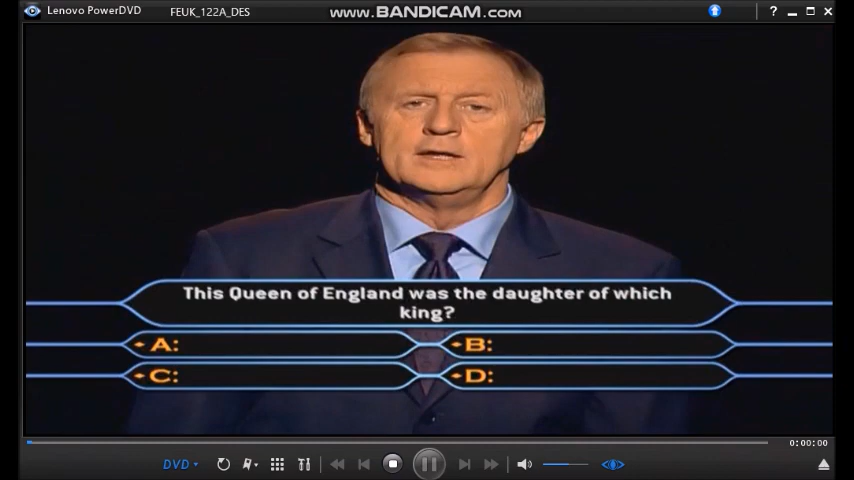 Lenovo PowerDVD
FEUK_122A_DES
WWW.BANDICAM.COM
?
This Queen of England was the daughter of which
king?
A:
B:
C:
D:
DVD
0:00:00